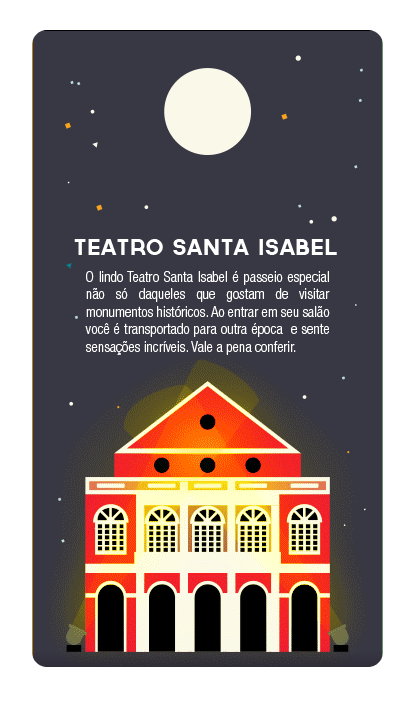 TEATRO SANTA ISABEL
O lindo Teatro Santa Isabel é passeio especial
não só daqueles que gostam de visitar
monumentos históricos. Ao entrar em seu salão
você é transportado para outra época e sente
sensações incríveis. Vale a pena conferir.